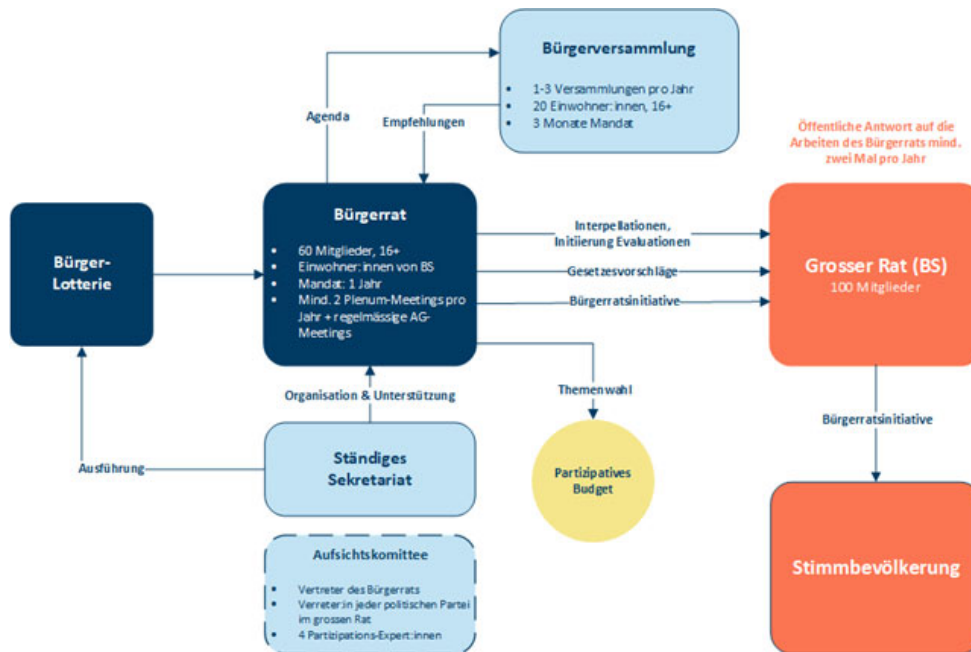 Bürgerversammlung
1-3 Versammlungen pro Jahr
20 Einwohner:innen, 16+
3 Monate Mandat
Agenda
Empfehlungen
Öffentliche Antwort auf die
Arbeiten des Bürgerrats mind.
zwei Mal pro Jahr
Bürger-
Lotterie
Bürgerrat
60 Mitglieder, 16+
Einwohner:innen von BS
Mandat: 1 Jahr
Mind. 2 Plenum-Meetings pro
Jahr + regelmässige AG-
Meetings
Interpellationen,
Initiierung Evaluationen
Gesetzesvorschläge
Bürgerratsinitiative
Grosser Rat (BS)
100 Mitglieder
Organisation & Unterstützung
Themenwahl
Bürgerratsinitiative
Ausführung
Ständiges
Sekretariat
Partizipatives
Budget
Aufsichtskomittee
Vertreter des Bürgerrats
Verreter:in jeder politischen Partei
im grossen Rat
4 Partizipations-Expert:innen
Stimmbevölkerung